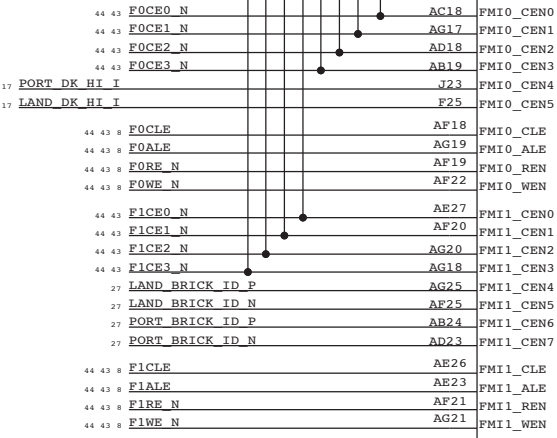 44 43 F0CE0_N AC18 FMI0_CEN0
44 43 F0CE1_N AG17 FMI0_CEN1
44 43 F0CE2_N AD18 FMI0_CEN2
44 43 F0CE3_N AB19 FMI0_CEN3
17 PORT_DK_HI_I J23 FMI0_CEN4
17 LAND_DK_HI_I F25 FMI0_CEN5
44 43 8 F0CLE AF18 FMI0_CLE
44 43 8 F0ALE AG19 FMI0_ALE
44 43 8 F0RE_N AF19 FMI0_REN
44 43 8 F0WE_N AF22 FMI0_WEN
44 43 F1CE0_N AE27 FMI1_CEN0
44 43 F1CE1_N AF20 FMI1_CEN1
44 43 F1CE2_N AG20 FMI1_CEN2
44 43 F1CE3_N AG18 FMI1_CEN3
27 LAND_BRICK_ID_P AG25 FMI1_CEN4
27 LAND_BRICK_ID_N AF25 FMI1_CEN5
27 PORT_BRICK_ID_P AB24 FMI1_CEN6
27 PORT_BRICK_ID_N AD23 FMI1_CEN7
44 43 8 F1CLE AE26 FMI1_CLE
44 43 8 F1ALE AE23 FMI1_ALE
44 43 8 F1RE_N AF21 FMI1_REN
44 43 8 F1WE_N AG21 FMI1_WEN